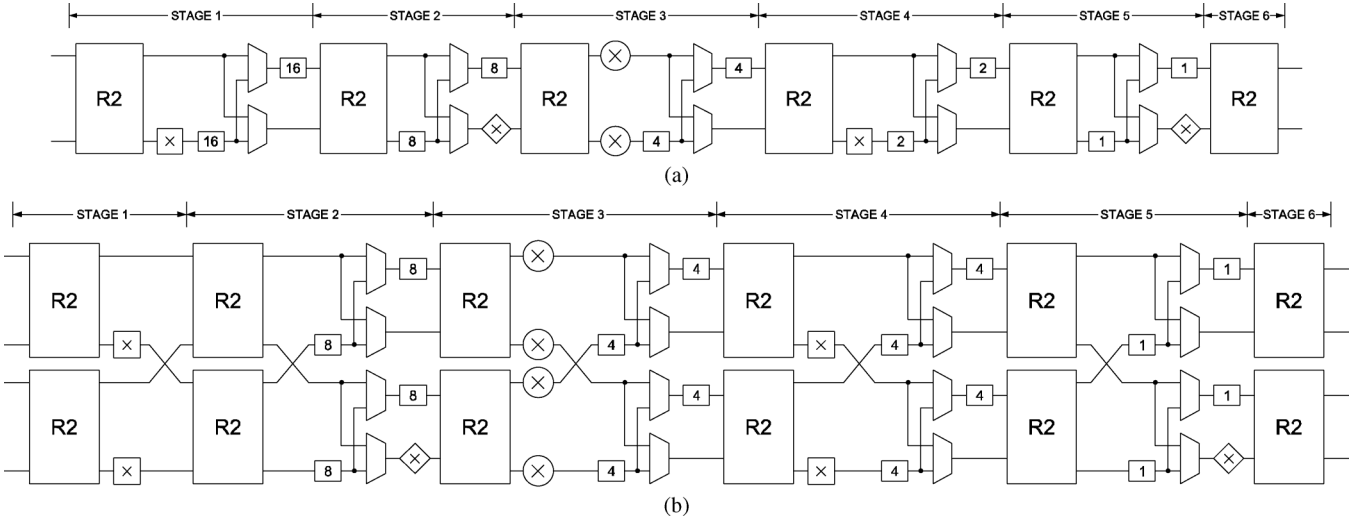 STAGE 1 STAGE 2 STAGE 3 STAGE 4 STAGE 5 STAGE 6
16 8 4 2 1
R2 R2 R2 R2 R2 R2
16 8 4 2 1
(a)
STAGE 1 STAGE 2 STAGE 3 STAGE 4 STAGE 5 STAGE 6
8 4 4 1
R2 R2 R2 R2 R2 R2
8 4 4 1
8 4 4 1
R2 R2 R2 R2 R2 R2
8 4 4 1
(b)